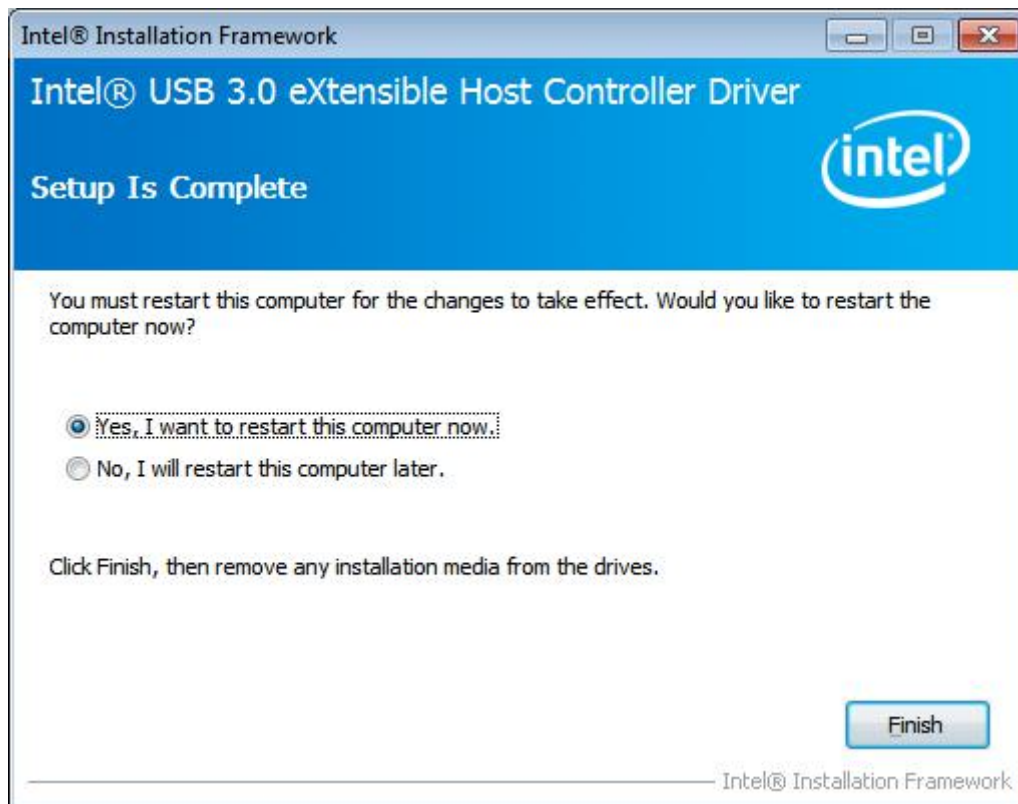 Intel® Installation Framework
Intel® USB 3.0 eXtensible Host Controller Driver
intel
Setup Is Complete
You must restart this computer for the changes to take effect. Would you like to restart the
computer now?
Yes, I want to restart this computer now.
No, I will restart this computer later.
Click Finish, then remove any installation media from the drives.
Finish
Intel® Installation Framework